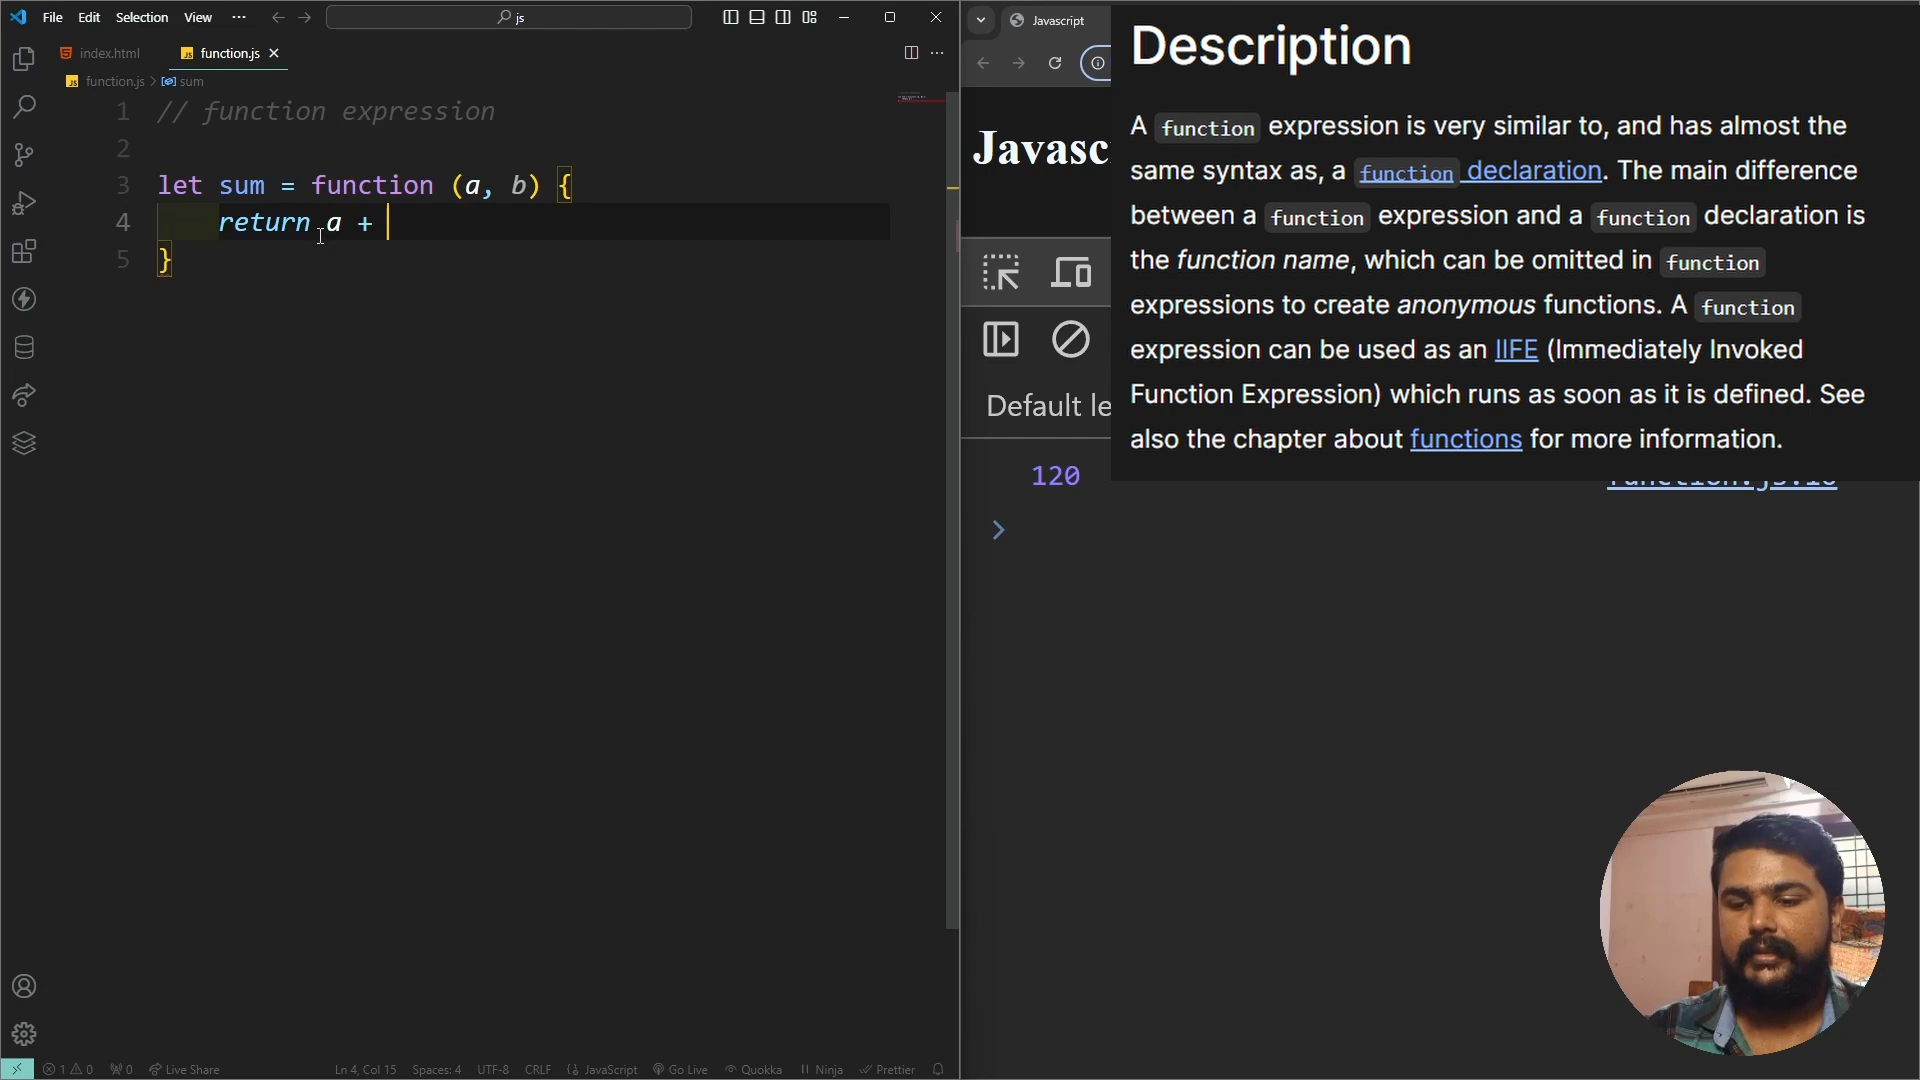 File Edit Selection View ··· js
index.html function.js
function.js > sum
1 // function expression
2
3 let sum = function (a, b) {
4 return a +
5 }
1 0 0 Live Share Ln 4, Col 15 Spaces: 4 UTF-8 CRLF JavaScript Go Live Quokka Ninja Prettier
Javascript
Javasc
Default le
120
Description
A function expression is very similar to, and has almost the
same syntax as, a function declaration. The main difference
between a function expression and a function declaration is
the function name, which can be omitted in function
expressions to create anonymous functions. A function
expression can be used as an IIFE (Immediately Invoked
Function Expression) which runs as soon as it is defined. See
also the chapter about functions for more information.